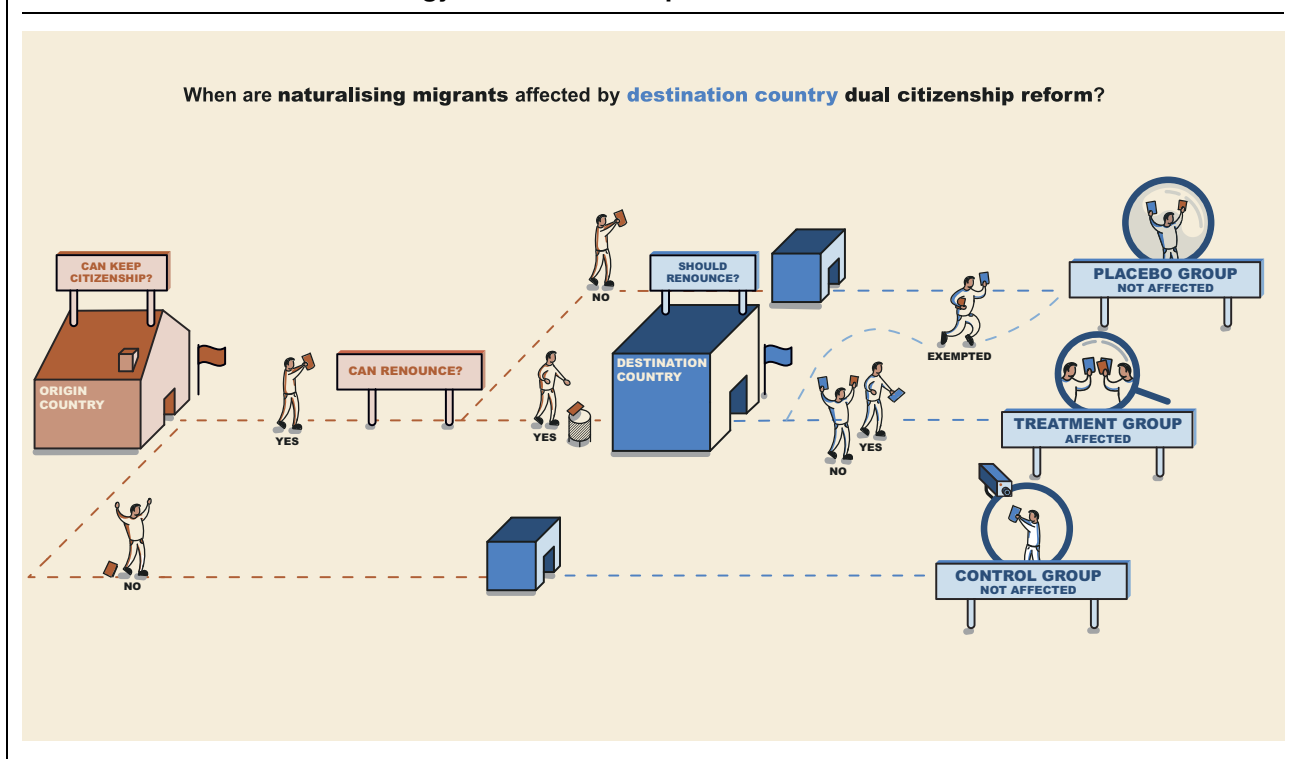 When are naturalising migrants affected by destination country dual citizenship reform?
CAN KEEP
CITIZENSHIP?
ORIGIN
COUNTRY
YES
NO
CAN RENOUNCE?
NO
YES
SHOULD
RENOUNCE?
DESTINATION
COUNTRY
EXEMPTED
NO
YES
PLACEBO GROUP
NOT AFFECTED
TREATMENT GROUP
AFFECTED
CONTROL GROUP
NOT AFFECTED